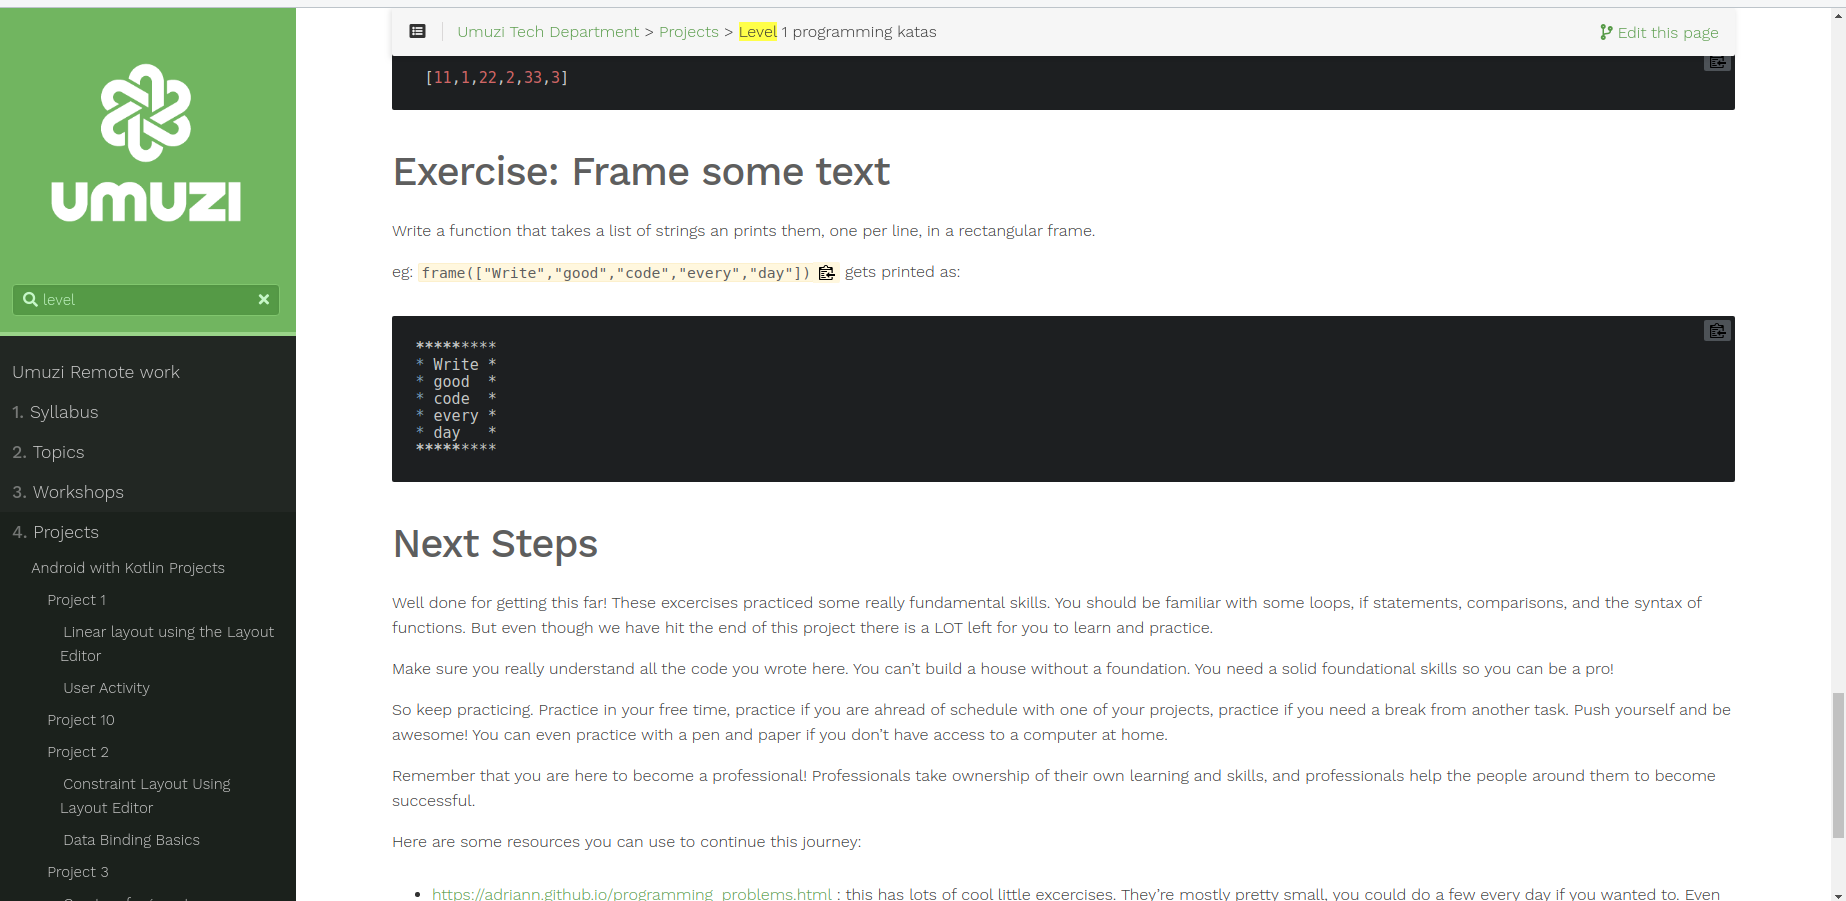 UMUZI
level
Umuzi Remote work
1. Syllabus
2. Topics
3. Workshops
4. Projects
Android with Kotlin Projects
Project 1
Linear layout using the Layout
Editor
User Activity
Project 10
Project 2
Constraint Layout Using
Layout Editor
Data Binding Basics
Project 3
Umuzi Tech Department > Projects > Level 1 programming katas
Edit this page
[11,1,22,2,33,3]
Exercise: Frame some text
Write a function that takes a list of strings an prints them, one per line, in a rectangular frame.
eg: frame(["Write","good","code","every","day"]) gets printed as:
*********
* Write *
* good  *
* code  *
* every *
* day   *
*********
Next Steps
Well done for getting this far! These excercises practiced some really fundamental skills. You should be familiar with some loops, if statements, comparisons, and the syntax of
functions. But even though we have hit the end of this project there is a LOT left for you to learn and practice.
Make sure you really understand all the code you wrote here. You can't build a house without a foundation. You need a solid foundational skills so you can be a pro!
So keep practicing. Practice in your free time, practice if you are ahread of schedule with one of your projects, practice if you need a break from another task. Push yourself and be
awesome! You can even practice with a pen and paper if you don't have access to a computer at home.
Remember that you are here to become a professional! Professionals take ownership of their own learning and skills, and professionals help the people around them to become
successful.
Here are some resources you can use to continue this journey:
• https://adriann.github.io/programming_problems.html : this has lots of cool little excercises. They're mostly pretty small, you could do a few every day if you wanted to. Even